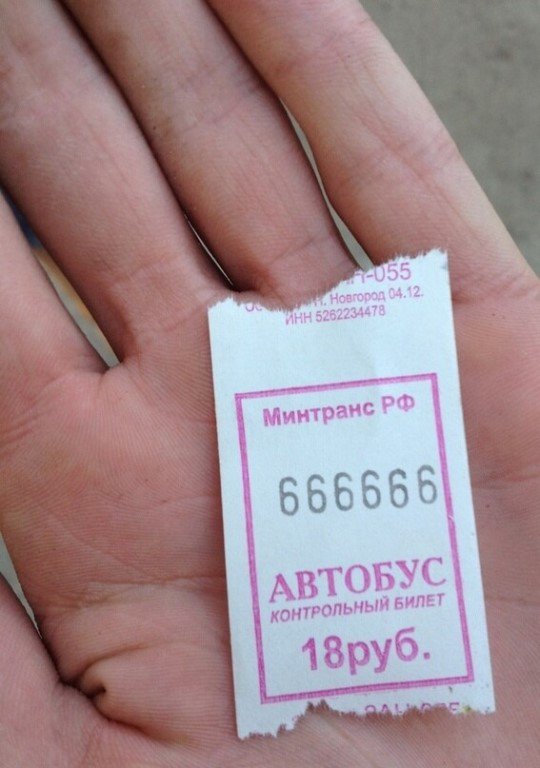 -055
Н. Новгород 04.12.
ИНН 5262234478
Минтранс РФ
666666
АВТОБУС
КОНТРОЛЬНЫЙ БИЛЕТ
18руб.